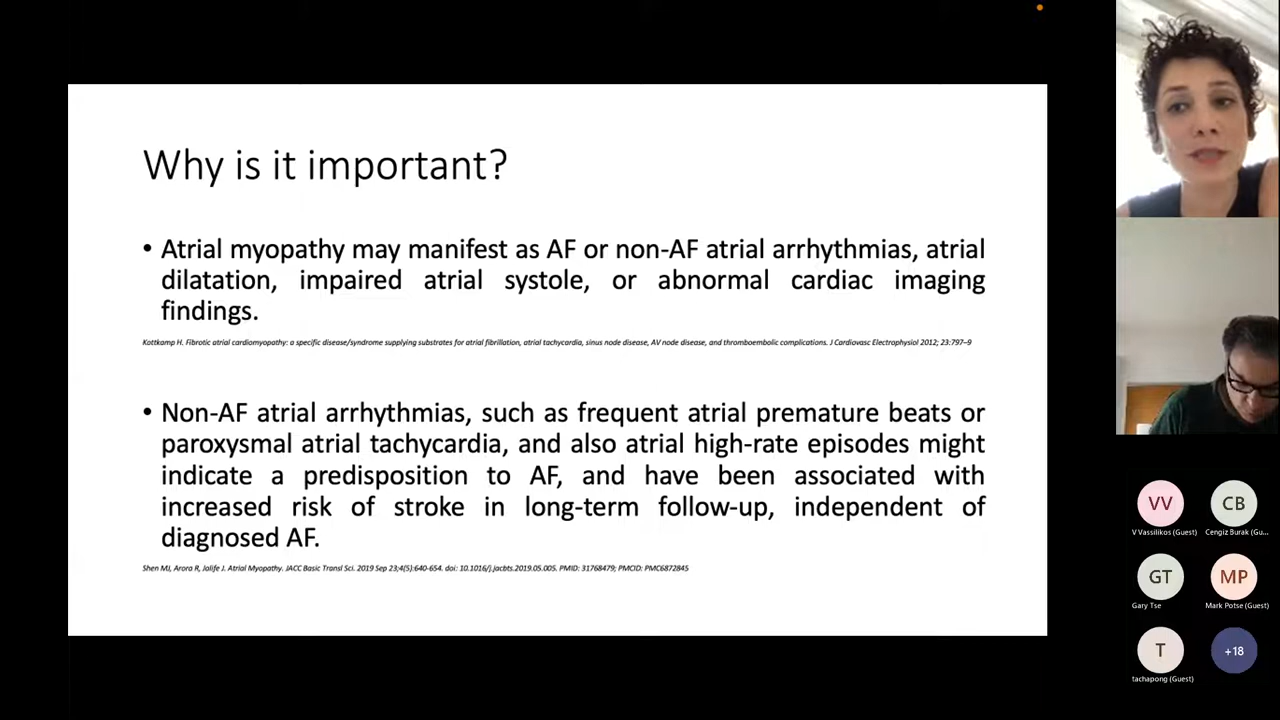 Why is it important?
• Atrial myopathy may manifest as AF or non-AF atrial arrhythmias, atrial
dilatation, impaired atrial systole, or abnormal cardiac imaging
findings.
Kottkamp H. Fibrotic atrial cardiomyopathy: a specific disease/syndrome supplying substrates for atrial fibrillation, atrial tachycardia, sinus node disease, AV node disease, and thromboembolic complications. J Cardiovasc Electrophysiol 2012; 23:797–9
• Non-AF atrial arrhythmias, such as frequent atrial premature beats or
paroxysmal atrial tachycardia, and also atrial high-rate episodes might
indicate a predisposition to AF, and have been associated with
increased risk of stroke in long-term follow-up, independent of
diagnosed AF.
Shen MJ, Arora R, Jalife J. Atrial Myopathy. JACC Basic Transl Sci. 2019 Sep 23;4(5):640-654. doi: 10.1016/j.jacbts.2019.05.005. PMID: 31768479; PMCID: PMC6872845
VV CB
V Vassilikos (Guest) Cengiz Burak (Gu...
GT MP
Gary Tse Mark Potse (Guest)
T +18
tachapong (Guest)